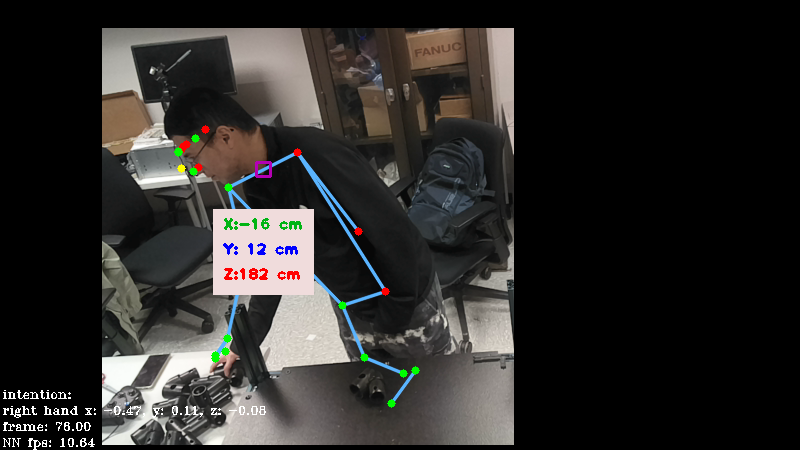 FANUC
X:-16 cm
Y: 12 cm
Z:182 cm
intention:
right hand x: -0.47, y: 0.11, z: -0.08
frame: 76.00
NN fps: 10.64